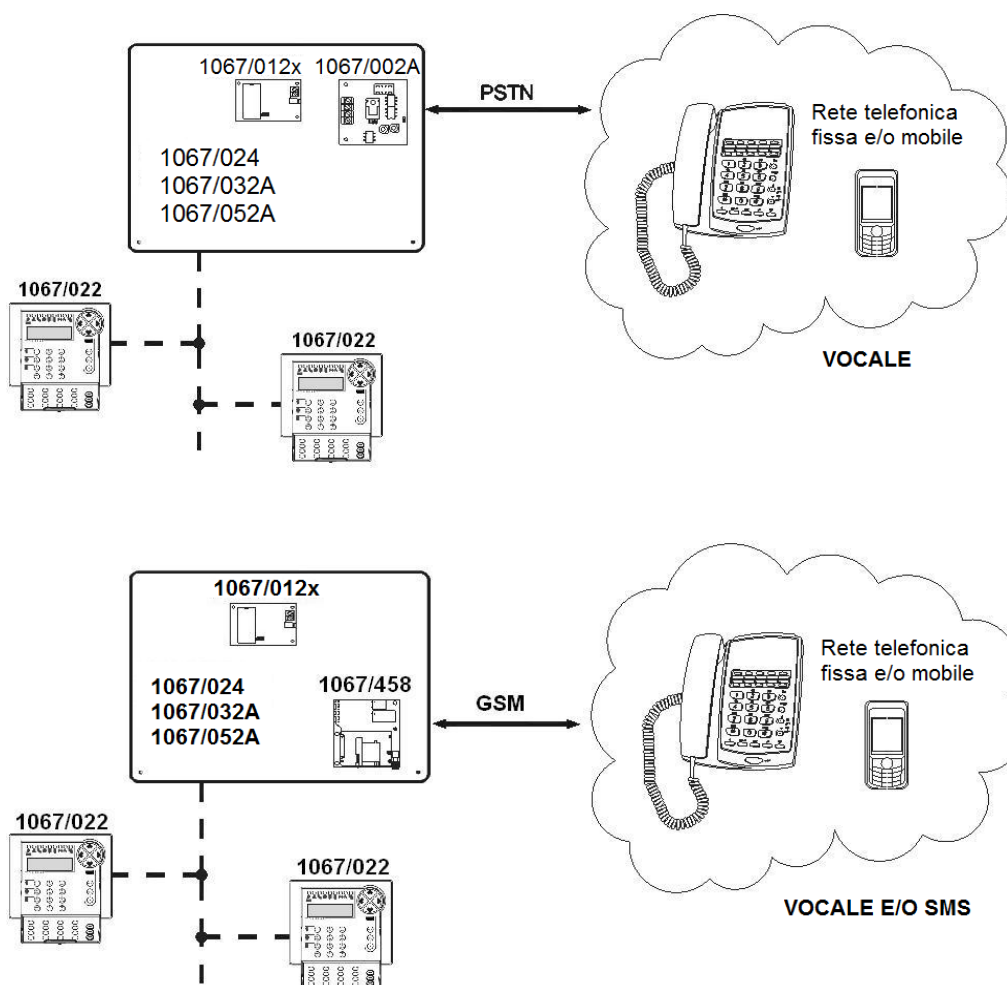 1067/012x 1067/002A
PSTN
Rete telefonica
fissa e/o mobile
1067/024
1067/032A
1067/052A
1067/022
1067/022
VOCALE
1067/012x
Rete telefonica
fissa e/o mobile
1067/024
1067/032A
1067/052A
1067/458
GSM
1067/022
1067/022
VOCALE E/O SMS